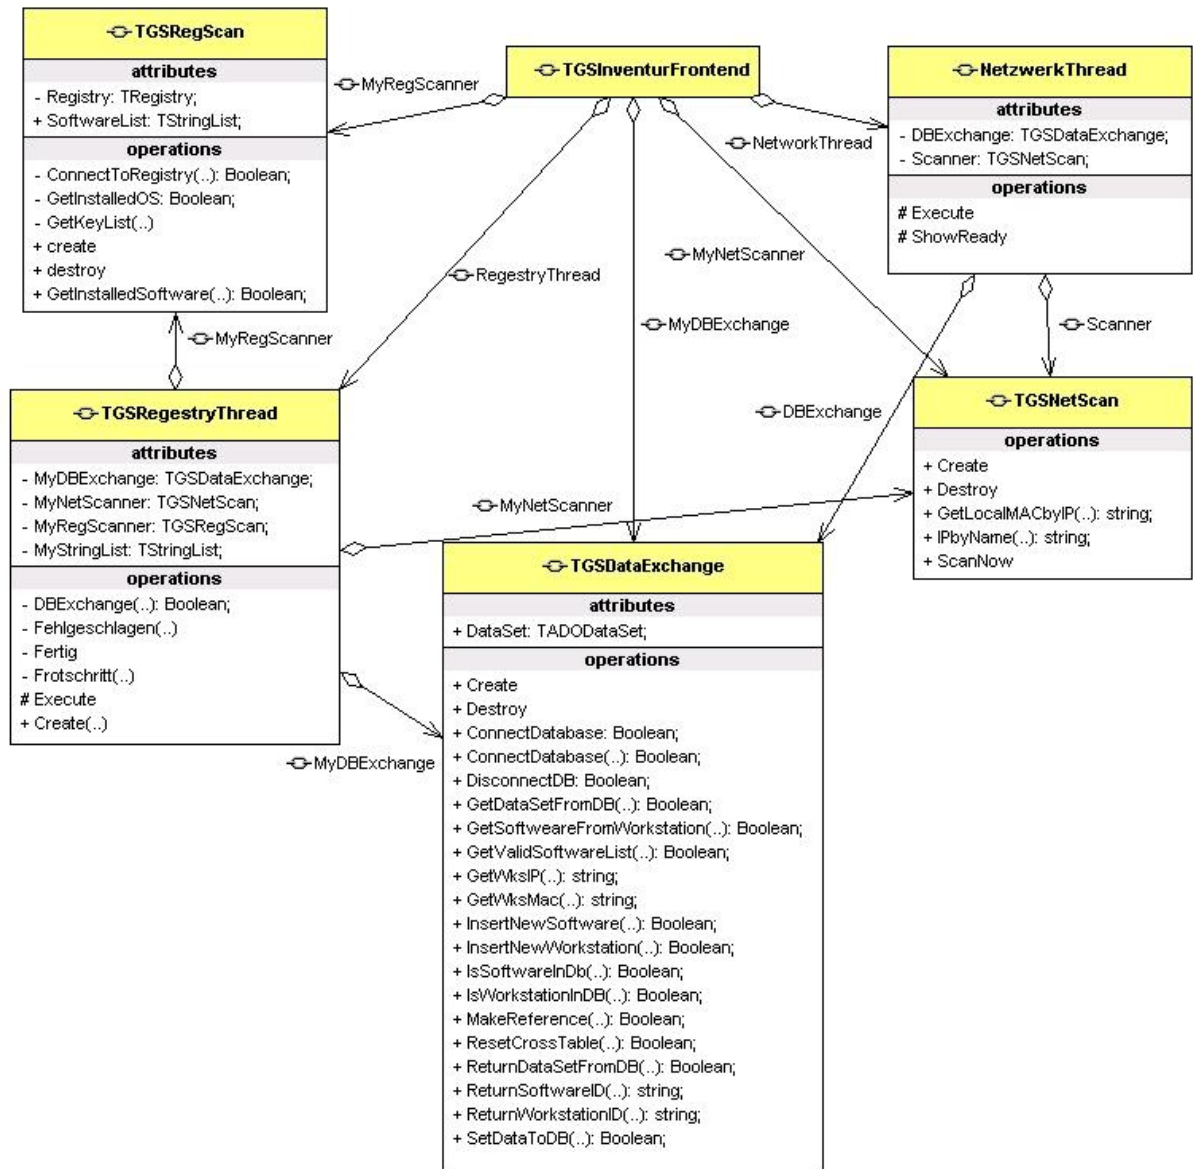 TGSRegScan
attributes
- Registry: TRegistry;
+ SoftwareList: TStringList;
operations
- ConnectToRegistry(..): Boolean;
- GetInstalledOS: Boolean;
- GetKeyList(..)
+ create
+ destroy
+ GetInstalledSoftware(..): Boolean;
TGSInventurFrontend
NetzwerkThread
attributes
- DBExchange: TGSDataExchange;
- Scanner: TGSNetScan;
operations
# Execute
# ShowReady
MyRegScanner
NetworkThread
MyNetScanner
RegestryThread
MyDBExchange
Scanner
MyRegScanner
DBExchange
TGSRegestryThread
attributes
- MyDBExchange: TGSDataExchange;
- MyNetScanner: TGSNetScan;
- MyRegScanner: TGSRegScan;
- MyStringList: TStringList;
operations
- DBExchange(..): Boolean;
- Fehlgeschlagen(..)
- Fertig
- Frotschritt(..)
# Execute
+ Create(..)
TGSNetScan
operations
+ Create
+ Destroy
+ GetLocalMACbyIP(..): string;
+ IPbyName(..): string;
+ ScanNow
MyNetScanner
MyDBExchange
TGSDataExchange
attributes
+ DataSet: TADODataSet;
operations
+ Create
+ Destroy
+ ConnectDatabase: Boolean;
+ ConnectDatabase(..): Boolean;
+ DisconnectDB: Boolean;
+ GetDataSetFromDB(..): Boolean;
+ GetSoftweareFromWorkstation(..): Boolean;
+ GetValidSoftwareList(..): Boolean;
+ GetWksIP(..): string;
+ GetWksMac(..): string;
+ InsertNewSoftware(..): Boolean;
+ InsertNewWorkstation(..): Boolean;
+ IsSoftwareInDb(..): Boolean;
+ IsWorkstationInDB(..): Boolean;
+ MakeReference(..): Boolean;
+ ResetCrossTable(..): Boolean;
+ ReturnDataSetFromDB(..): Boolean;
+ ReturnSoftwareID(..): string;
+ ReturnWorkstationID(..): string;
+ SetDataToDB(..): Boolean;